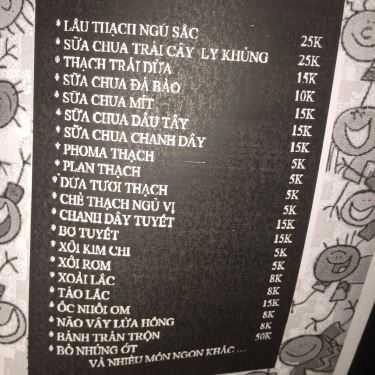 * LẨU THẠCH NGŨ SẮC 25K
* SỮA CHUA TRÁI CÂY LY KHỦNG 25K
* THẠCH TRÁI DỪA 15K
* SỮA CHUA ĐÁ BÀO 10K
* SỮA CHUA MÍT 15K
* SỮA CHUA DÂU TÂY 15K
* SỮA CHUA CHANH DÂY 15K
* PHOMA THẠCH 5K
* PLAN THẠCH 5K
* DỪA TƯƠI THẠCH 5K
* CHÈ THẠCH NGŨ VỊ 5K
* CHANH DÂY TUYẾT 15K
* BƠ TUYẾT 15K
* XÔI KIM CHI 5K
* XÔI RƠM 5K
* XOÀI LẮC 8K
* TÁO LẮC 8K
* ỐC NHỒI OM 15K
* NÃO VÂY LỬA HỒNG 8K
* BÁNH TRÁN TRỘN 8K
* BÒ NHÚNG ỚT 50K
VÀ NHIỀU MÓN NGON KHÁC ...